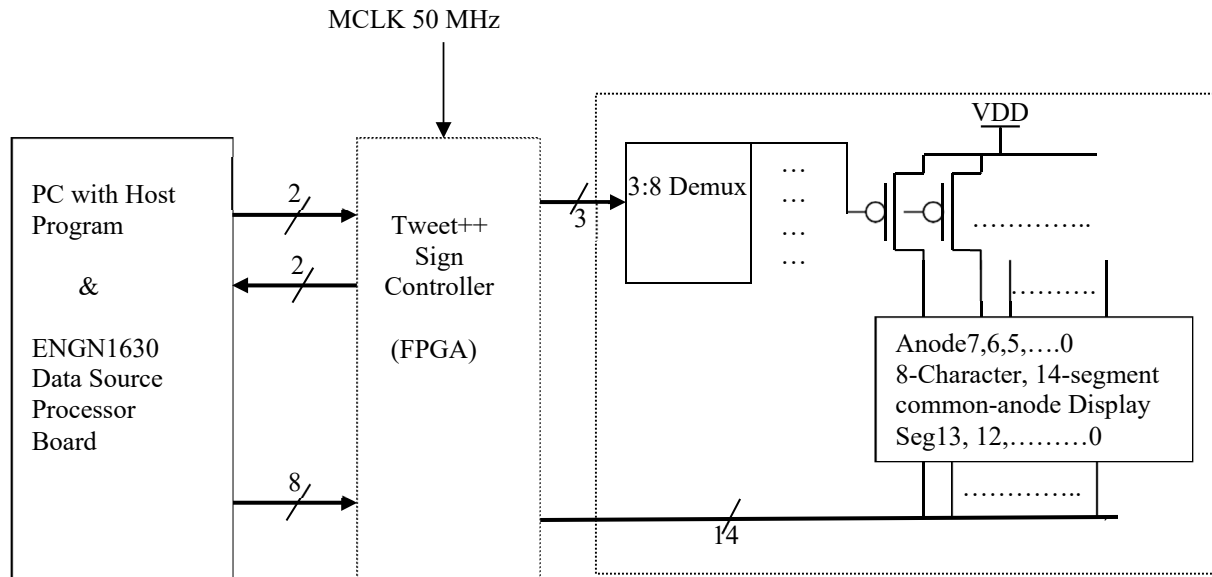 MCLK 50 MHz
PC with Host
Program
&
ENGN1630
Data Source
Processor
Board
2
2
8
Tweet++
Sign
Controller
(FPGA)
3
3:8 Demux
…
…
…
…
VDD
…………..
……….
Anode7,6,5,….0
8-Character, 14-segment
common-anode Display
Seg13, 12,………0
…………..
14